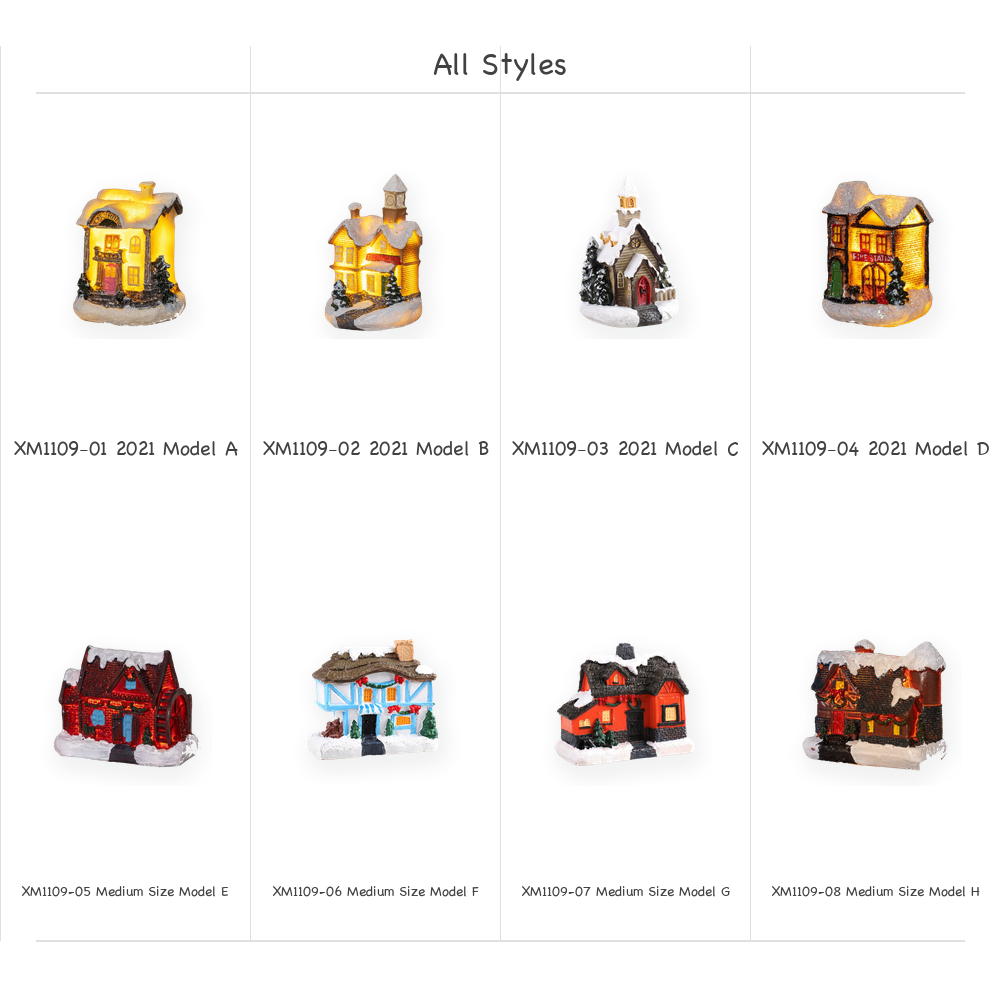 All Styles
FIRE STATION
XM1109-01 2021 Model A
XM1109-02 2021 Model B
XM1109-03 2021 Model C
XM1109-04 2021 Model D
XM1109-05 Medium Size Model E
XM1109-06 Medium Size Model F
XM1109-07 Medium Size Model G
XM1109-08 Medium Size Model H